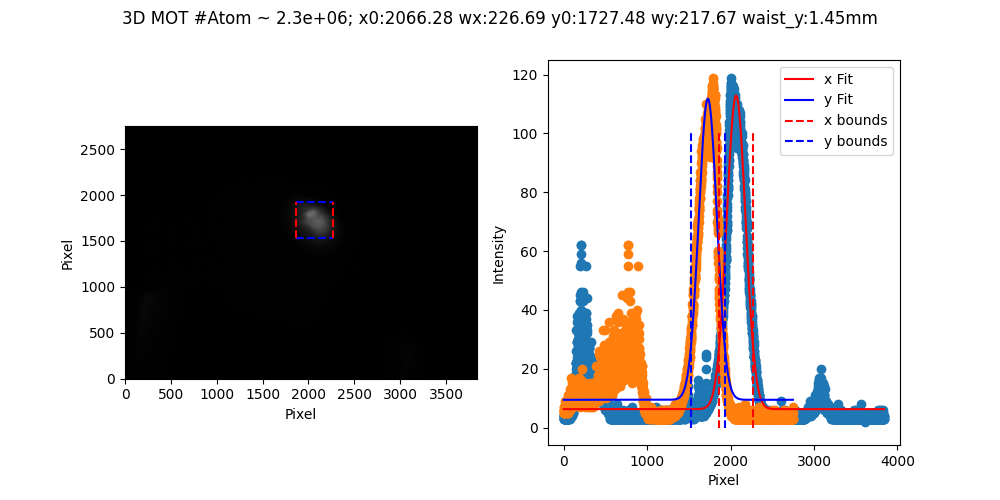 3D MOT #Atom ~ 2.3e+06; x0:2066.28 wx:226.69 y0:1727.48 wy:217.67 waist_y:1.45mm
2500
2000
1500
1000
500
0
Pixel
0 500 1000 1500 2000 2500 3000 3500
Pixel
120
100
80
60
40
20
0
Intensity
0 1000 2000 3000 4000
Pixel
x Fit
y Fit
x bounds
y bounds